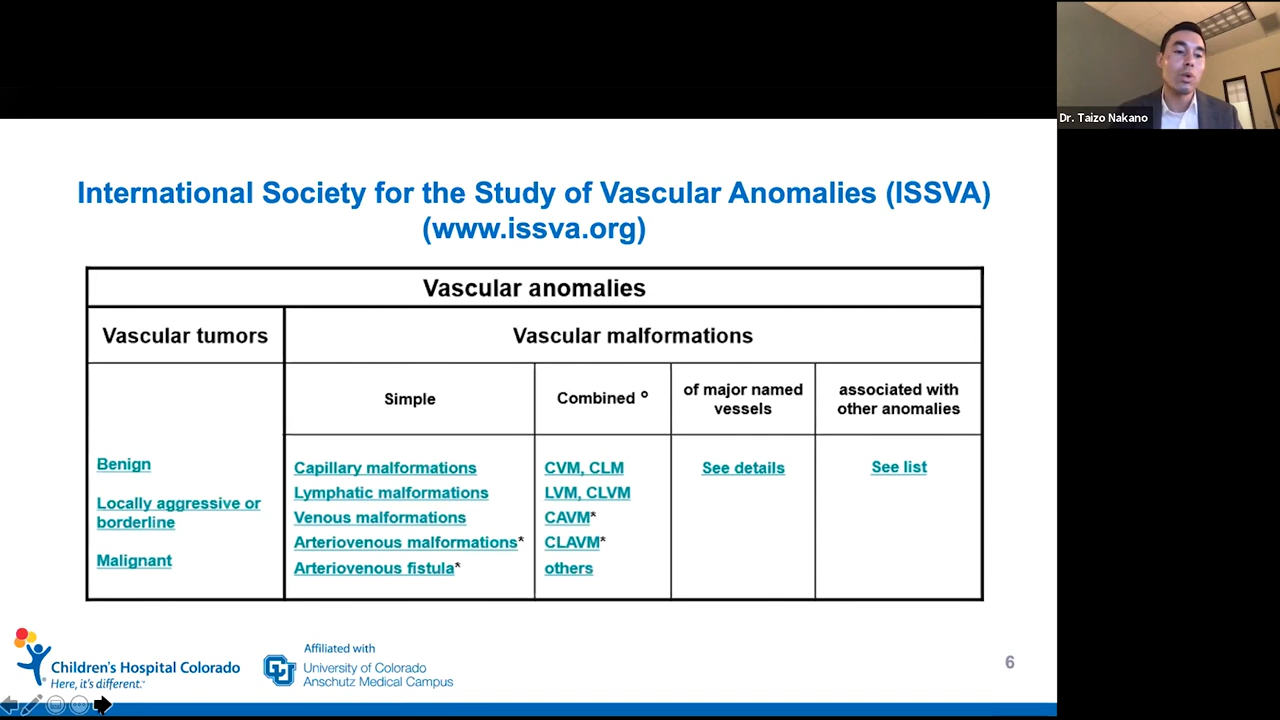 Dr. Taizo Nakano
International Society for the Study of Vascular Anomalies (ISSVA)
(www.issva.org)
Vascular anomalies
Vascular tumors
Vascular malformations
Simple
Combined °
of major named
vessels
associated with
other anomalies
Benign
Locally aggressive or
borderline
Malignant
Capillary malformations
Lymphatic malformations
Venous malformations
Arteriovenous malformations*
Arteriovenous fistula*
CVM, CLM
LVM, CLVM
CAVM*
CLAVM*
others
See details
See list
Children's Hospital Colorado
Here, it's different.™
Affiliated with
CU
University of Colorado
Anschutz Medical Campus
6